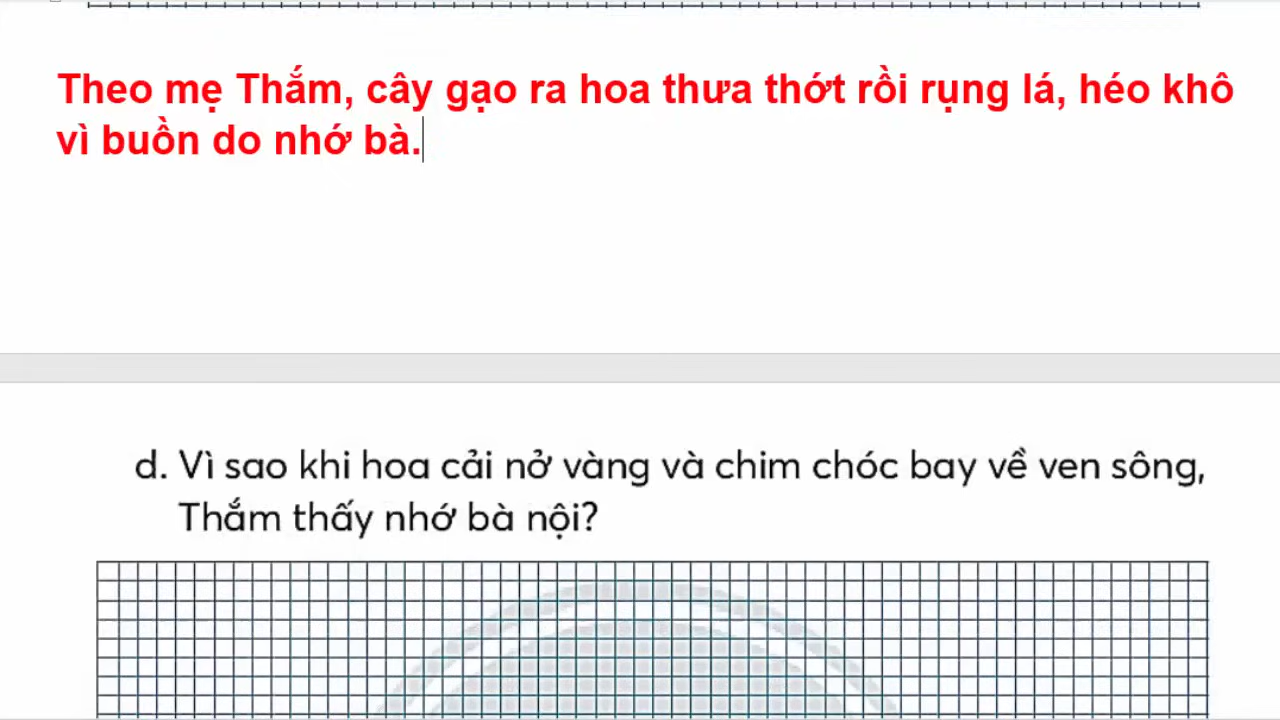 Theo mẹ Thắm, cây gạo ra hoa thưa thớt rồi rụng lá, héo khô
vì buồn do nhớ bà.
d. Vì sao khi hoa cải nở vàng và chim chóc bay về ven sông,
Thắm thấy nhớ bà nội?